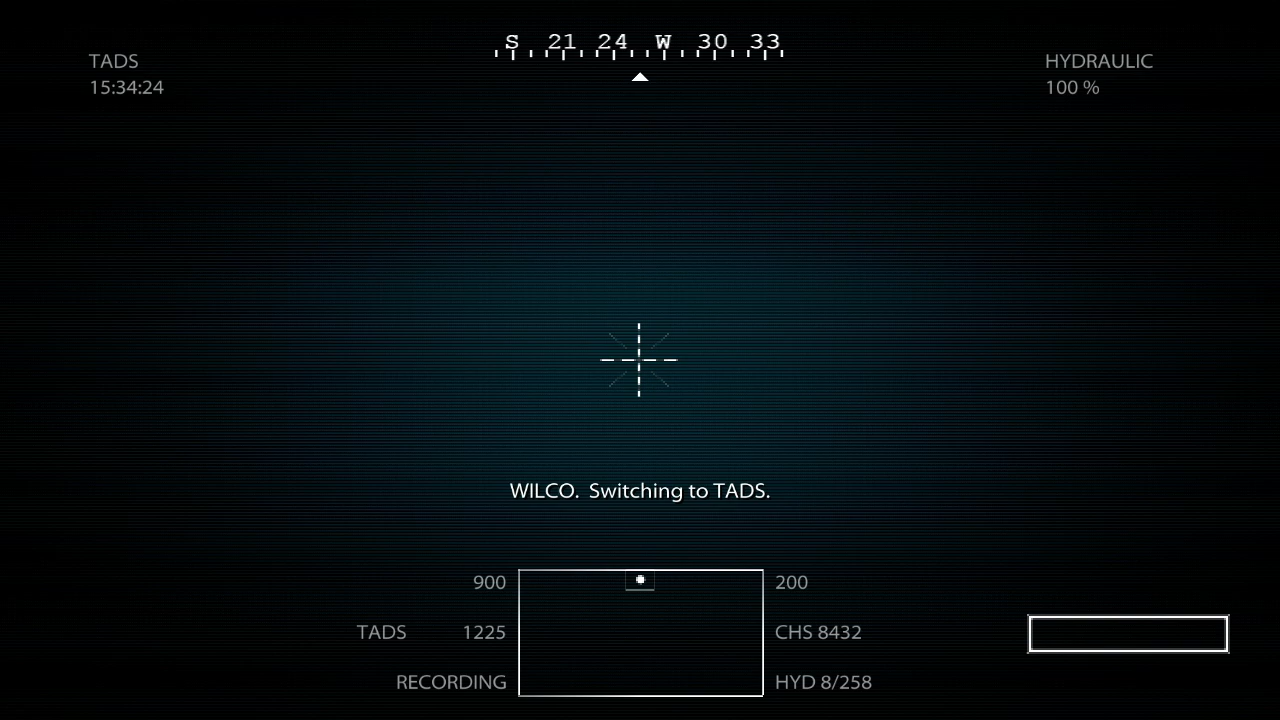 S 21 24 W 30 33
TADS
15:34:24
HYDRAULIC
100 %
WILCO.  Switching to TADS.
900
200
TADS 1225
CHS 8432
RECORDING
HYD 8/258